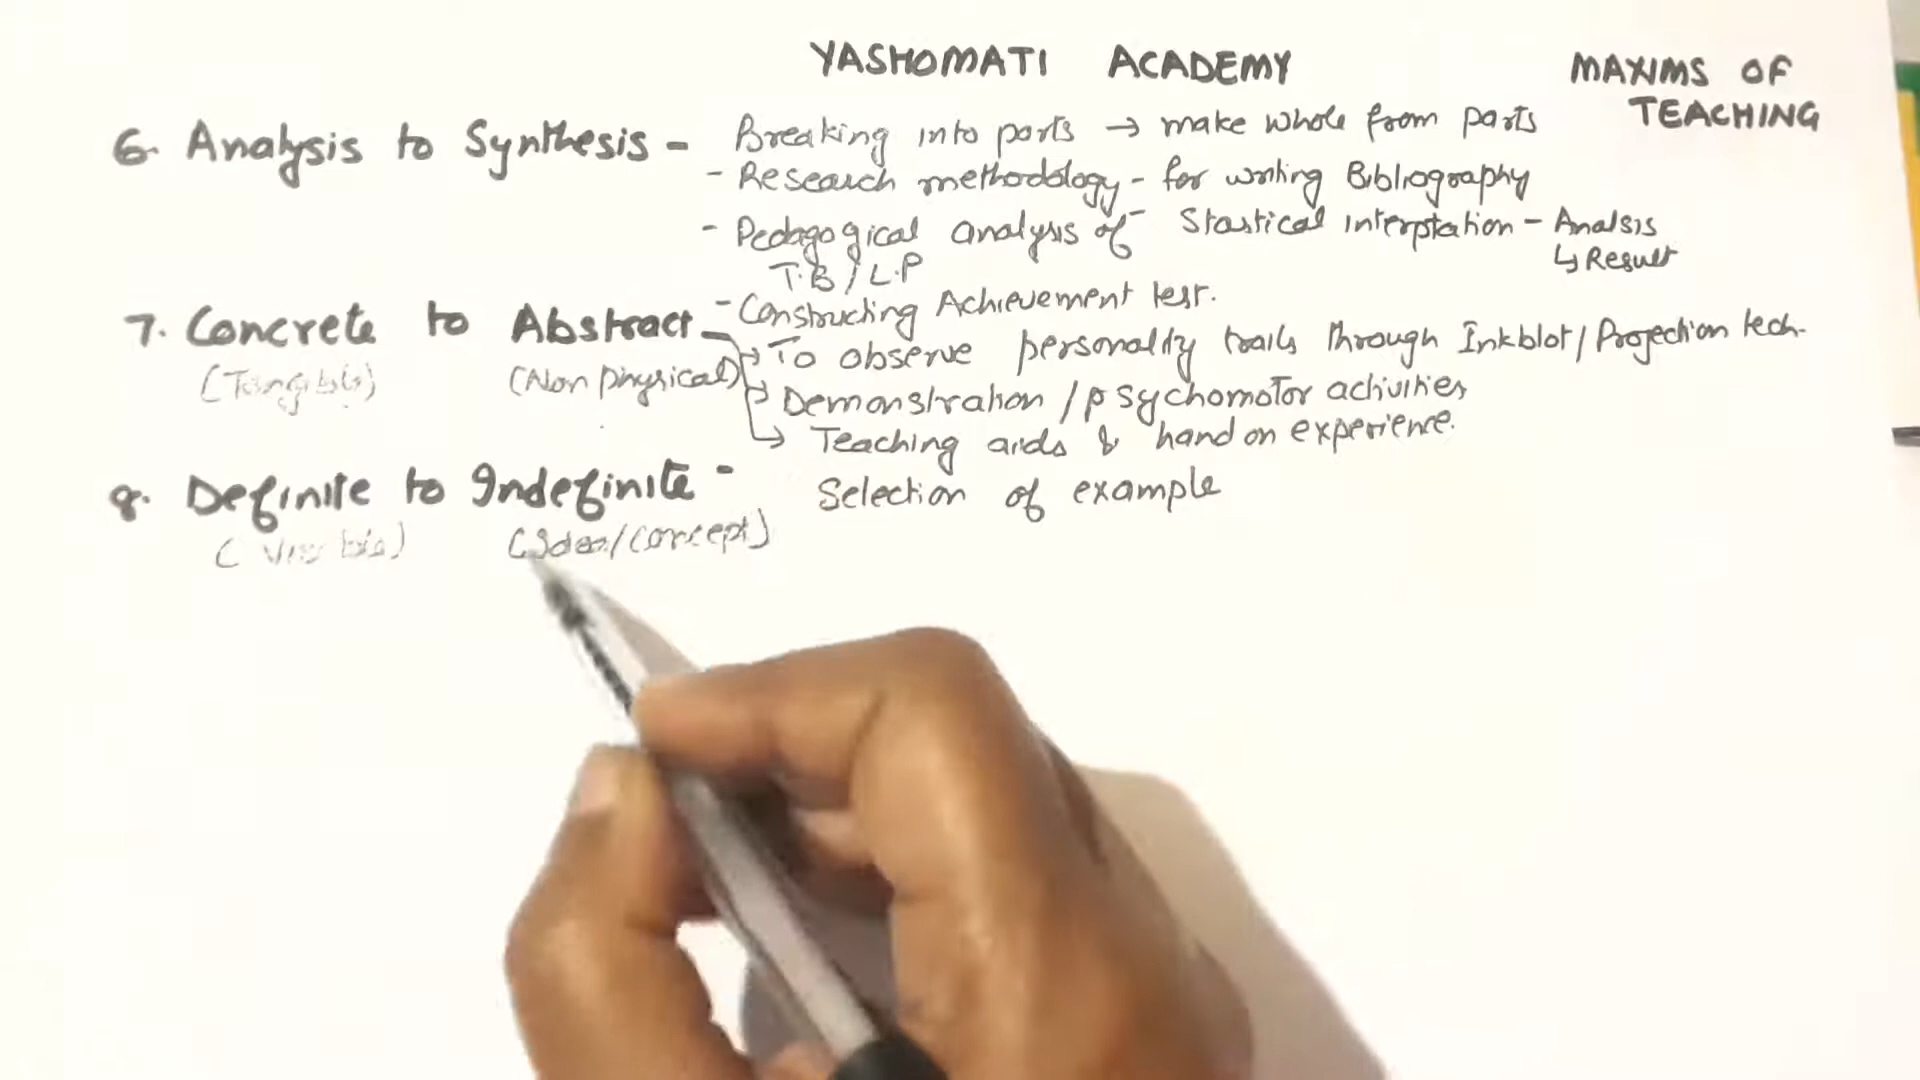 YASHOMATI ACADEMY
MAXIMS OF
TEACHING
6. Analysis to Synthesis - Breaking into parts → make whole from parts
- Research methodology - for writing Bibliography
- Pedagogical analysis of - Stastical Interptation - Analsis
T.B/L.P ↳ Result
- Constructing Achievement test.
7. Concrete to Abstract - → To observe personality traits through Inkblot/Projection tech.
(Tangible) (Non physical) → Demonstration/psychomotor activities
→ Teaching aids & hand on experience.
8. Definite to Indefinite - Selection of example
(Visible) (Idea/concept)